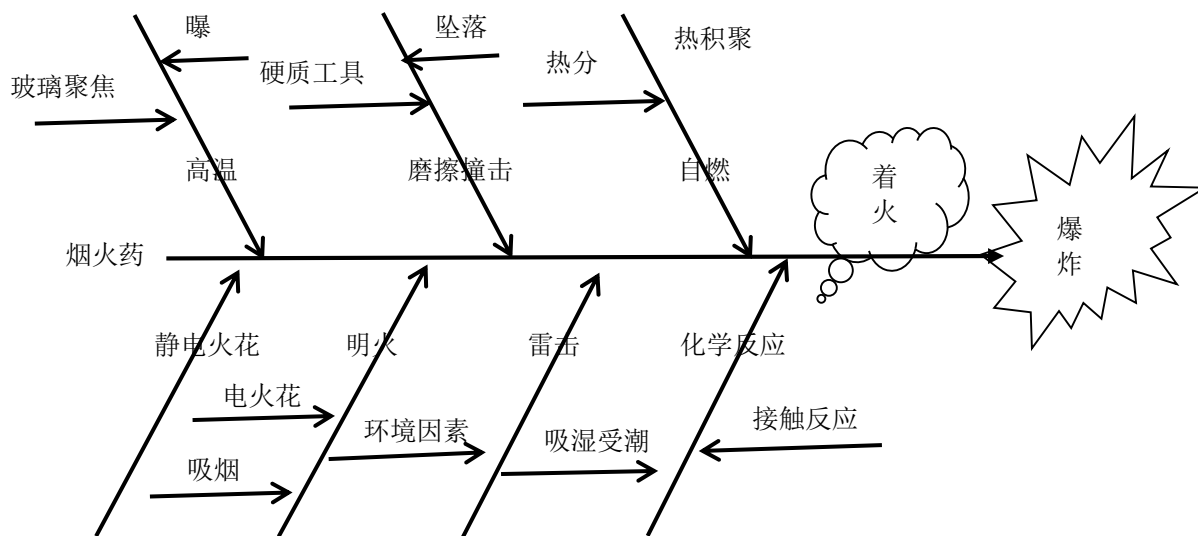 曝
坠落
热积聚
玻璃聚焦
硬质工具
热分
高温
磨擦撞击
自燃
着
火
烟火药
爆
炸
静电火花
明火
雷击
化学反应
电火花
环境因素
接触反应
吸烟
吸湿受潮